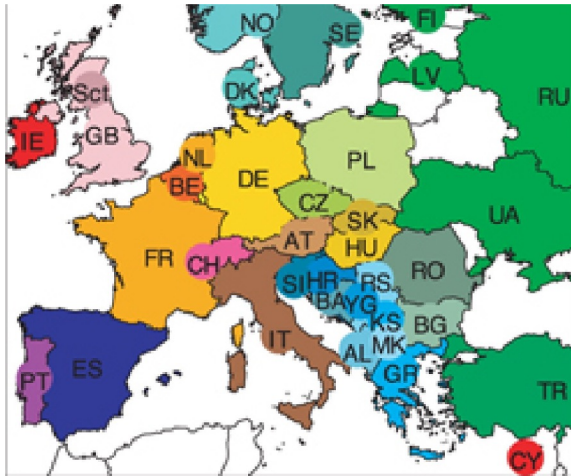 NO
SE
FI
Sct
DK
LV
RU
IE
GB
NL
BE
DE
PL
CZ
SK
UA
FR
CH
AT
HU
SI
HR
RS
RO
BA
YG
KS
BG
IT
AL
MK
GR
PT
ES
TR
CY